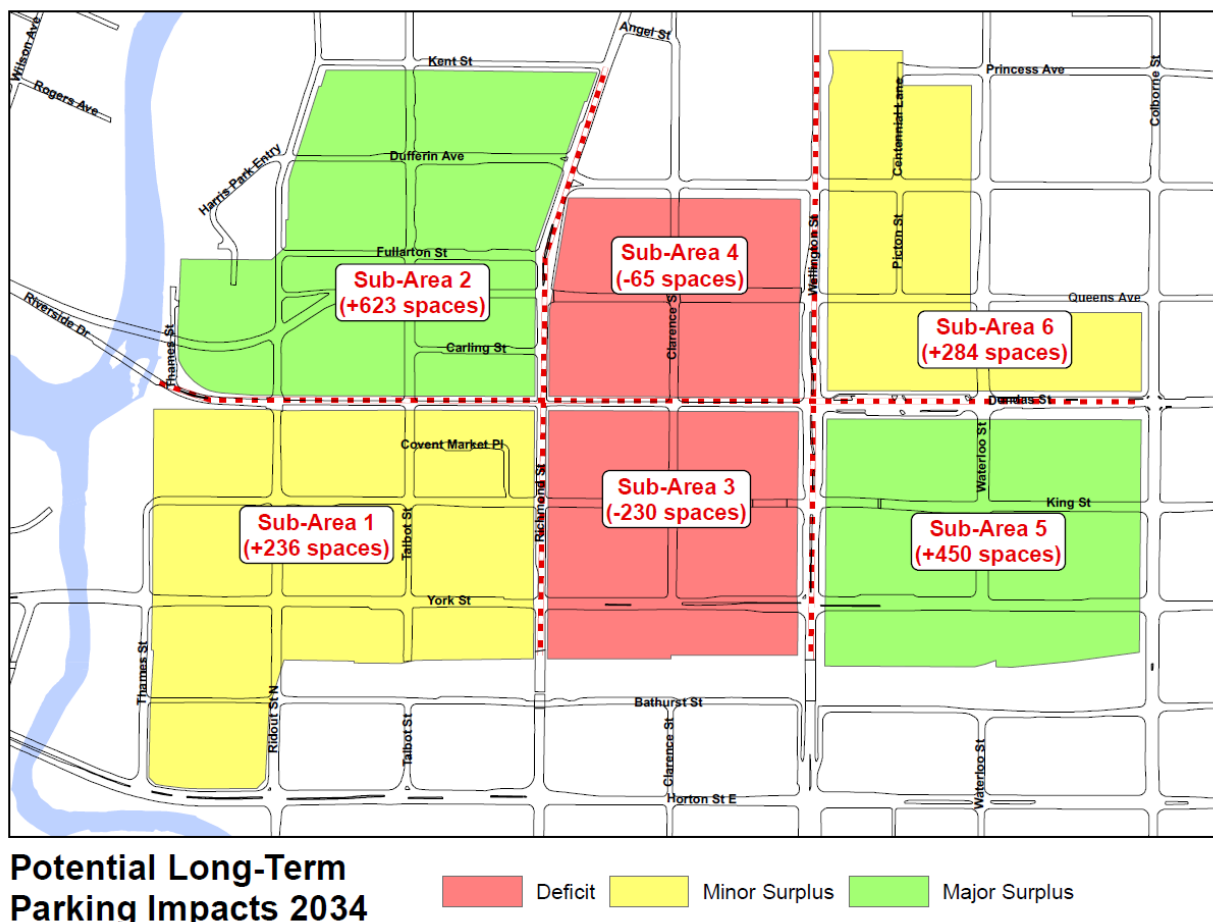 Wilson Ave
Rogers Ave
Angel St
Kent St
Princess Ave
Colborne St
Centennial Lane
Dufferin Ave
Harris Park Entry
Fullarton St
Wellington St
Picton St
Sub-Area 2
(+623 spaces)
Sub-Area 4
(-65 spaces)
Queens Ave
Riverside Dr
Clarence S
Sub-Area 6
(+284 spaces)
Thames St
Carling St
Dundas St
Covent Market Pl
Richmond St
Waterloo St
King St
Sub-Area 1
(+236 spaces)
Talbot St
Sub-Area 3
(-230 spaces)
Sub-Area 5
(+450 spaces)
York St
Thames St
Ridout St N
Talbot St
Bathurst St
Clarence St
Waterloo St
Horton St E
Potential Long-Term
Parking Impacts 2034
Deficit
Minor Surplus
Major Surplus